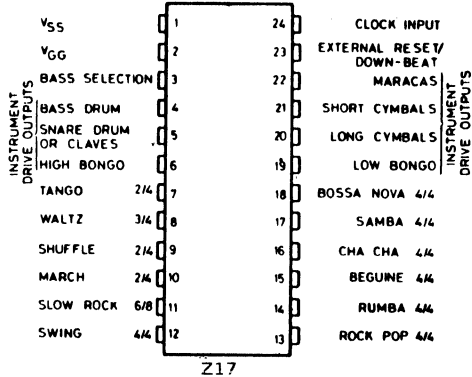 V_SS 1 24 CLOCK INPUT
V_GG 2 23 EXTERNAL RESET/
DOWN-BEAT
BASS SELECTION 3 22 MARACAS
INSTRUMENT
DRIVE OUTPUTS
BASS DRUM 4 21 SHORT CYMBALS
SNARE DRUM
OR CLAVES 5 20 LONG CYMBALS
HIGH BONGO 6 19 LOW BONGO
INSTRUMENT
DRIVE OUTPUTS
TANGO 2/4 7 18 BOSSA NOVA 4/4
WALTZ 3/4 8 17 SAMBA 4/4
SHUFFLE 2/4 9 16 CHA CHA 4/4
MARCH 2/4 10 15 BEGUINE 4/4
SLOW ROCK 6/8 11 14 RUMBA 4/4
SWING 4/4 12 13 ROCK POP 4/4
Z17